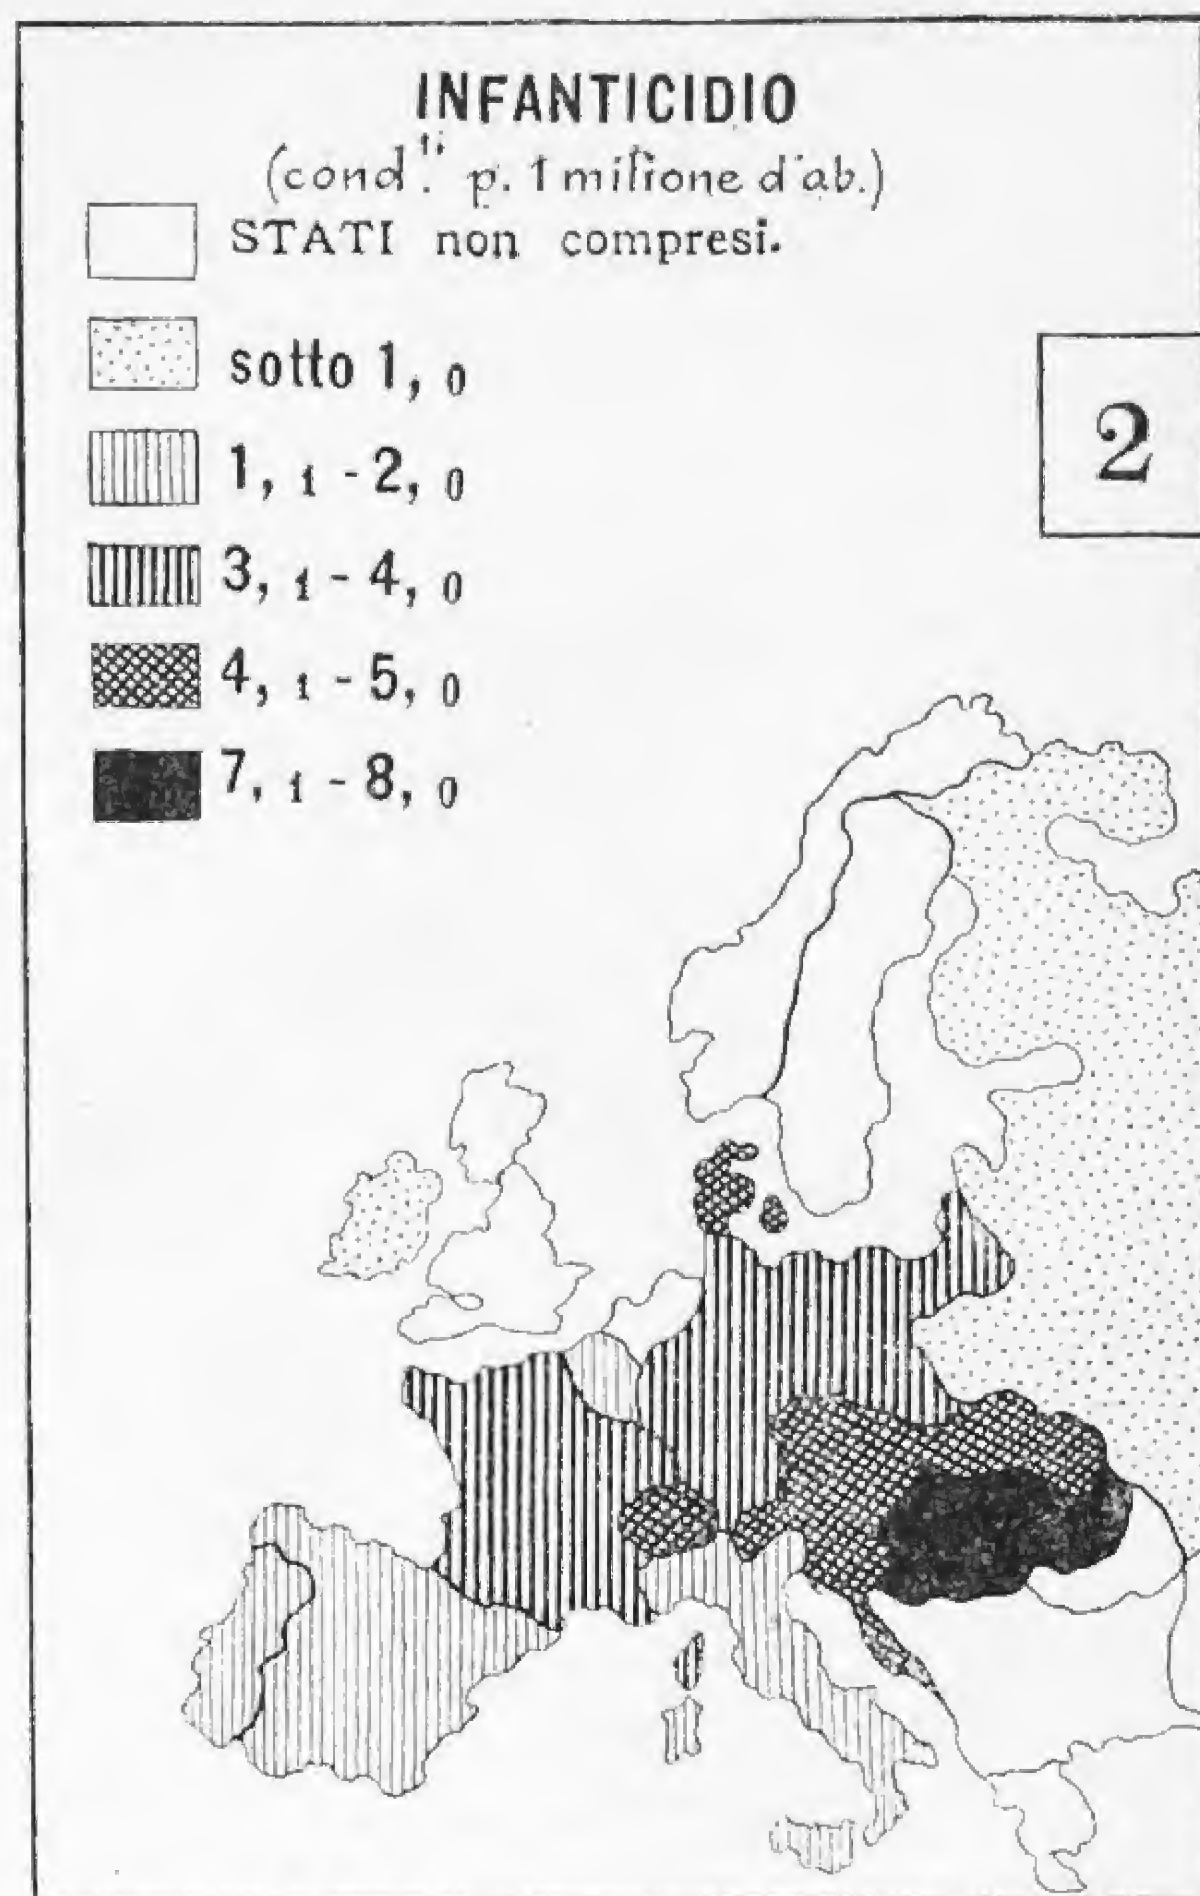 INFANTICIDIO
(cond.ti p. 1 milione d'ab.)
STATI non compresi.
sotto 1, 0
1, 1 - 2, 0
3, 1 - 4, 0
4, 1 - 5, 0
7, 1 - 8, 0
2